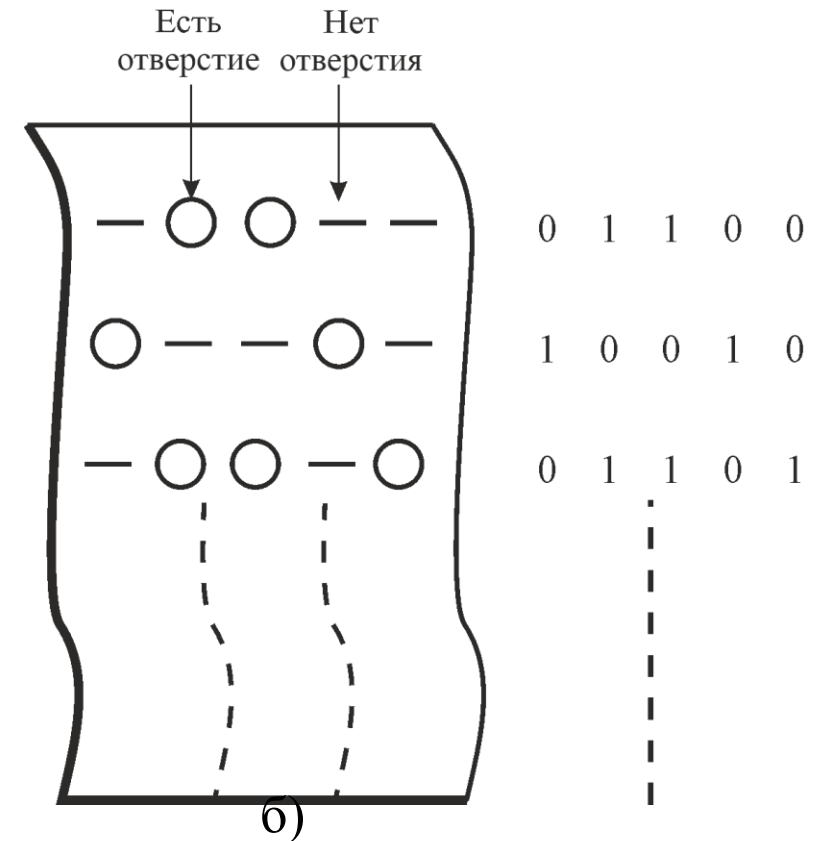 Есть Нет
отверстие отверстия
0 1 1 0 0
1 0 0 1 0
0 1 1 0 1
б)